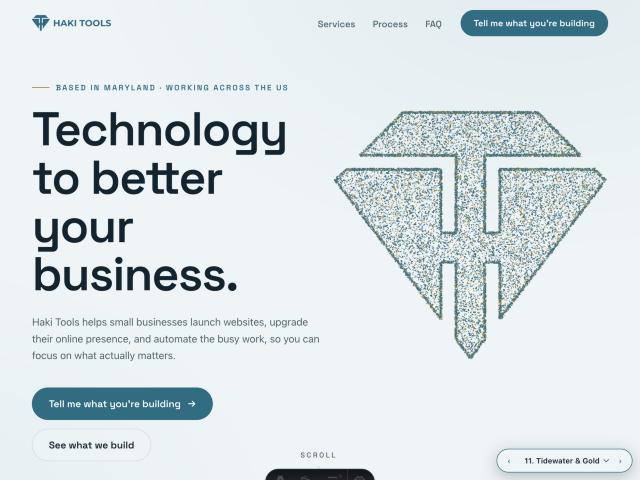 HAKI TOOLS
Services Process FAQ Tell me what you're building
BASED IN MARYLAND · WORKING ACROSS THE US
Technology
to better
your
business.
Haki Tools helps small businesses launch websites, upgrade
their online presence, and automate the busy work, so you can
focus on what actually matters.
Tell me what you're building →
See what we build
SCROLL
‹ 11. Tidewater & Gold ›